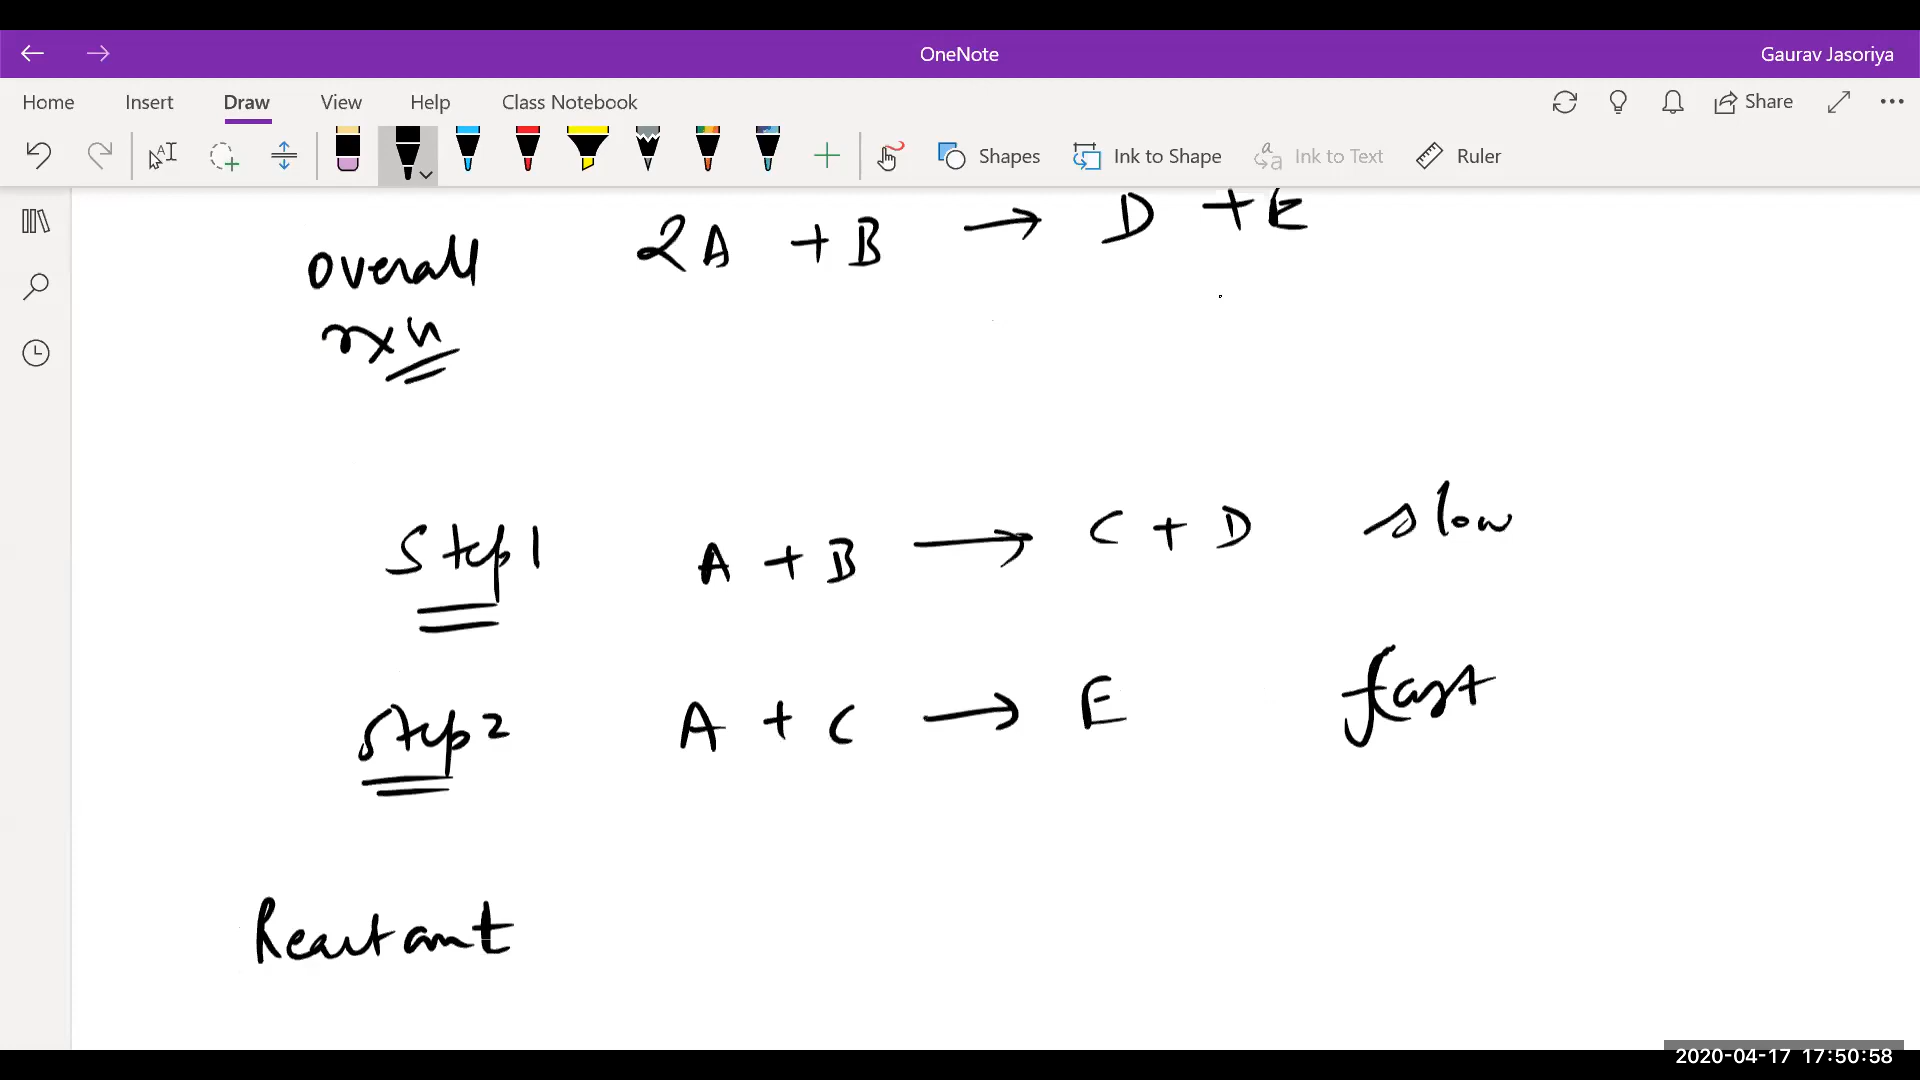 OneNote
Gaurav Jasoriya
Home Insert Draw View Help Class Notebook Share
Shapes Ink to Shape Ink to Text Ruler
2A + B → D + E
overall
rxn
Step 1 A + B → C + D slow
Step 2 A + C → E fast
Reactant
2020-04-17 17:50:58